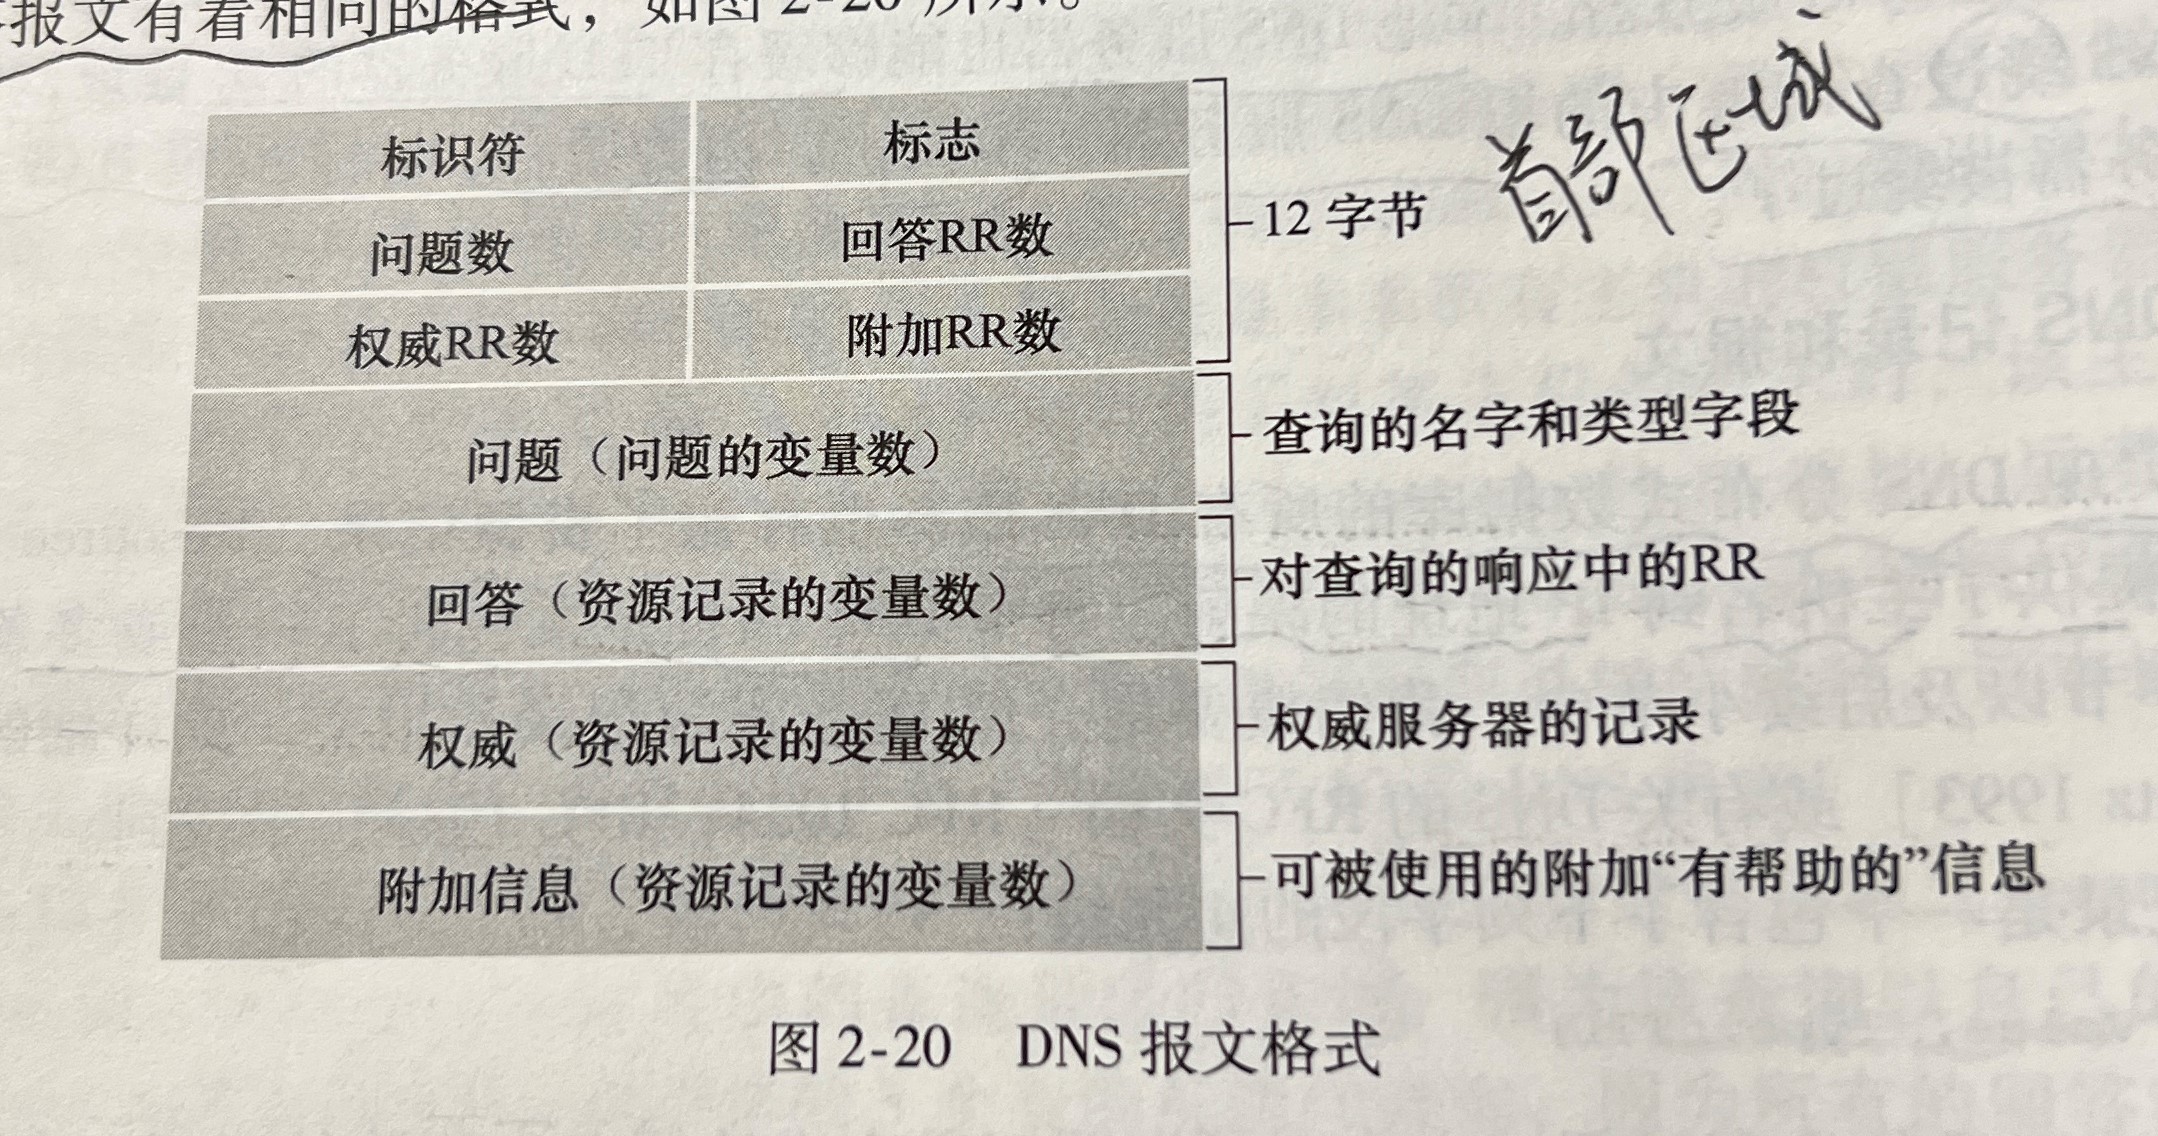 报文有着相同的格式，如图 2-20 所示。
标识符 标志
问题数 回答RR数
12 字节 首部区域
权威RR数 附加RR数
问题（问题的变量数） 查询的名字和类型字段
回答（资源记录的变量数） 对查询的响应中的RR
权威（资源记录的变量数） 权威服务器的记录
附加信息（资源记录的变量数） 可被使用的附加“有帮助的”信息
图 2-20 DNS 报文格式